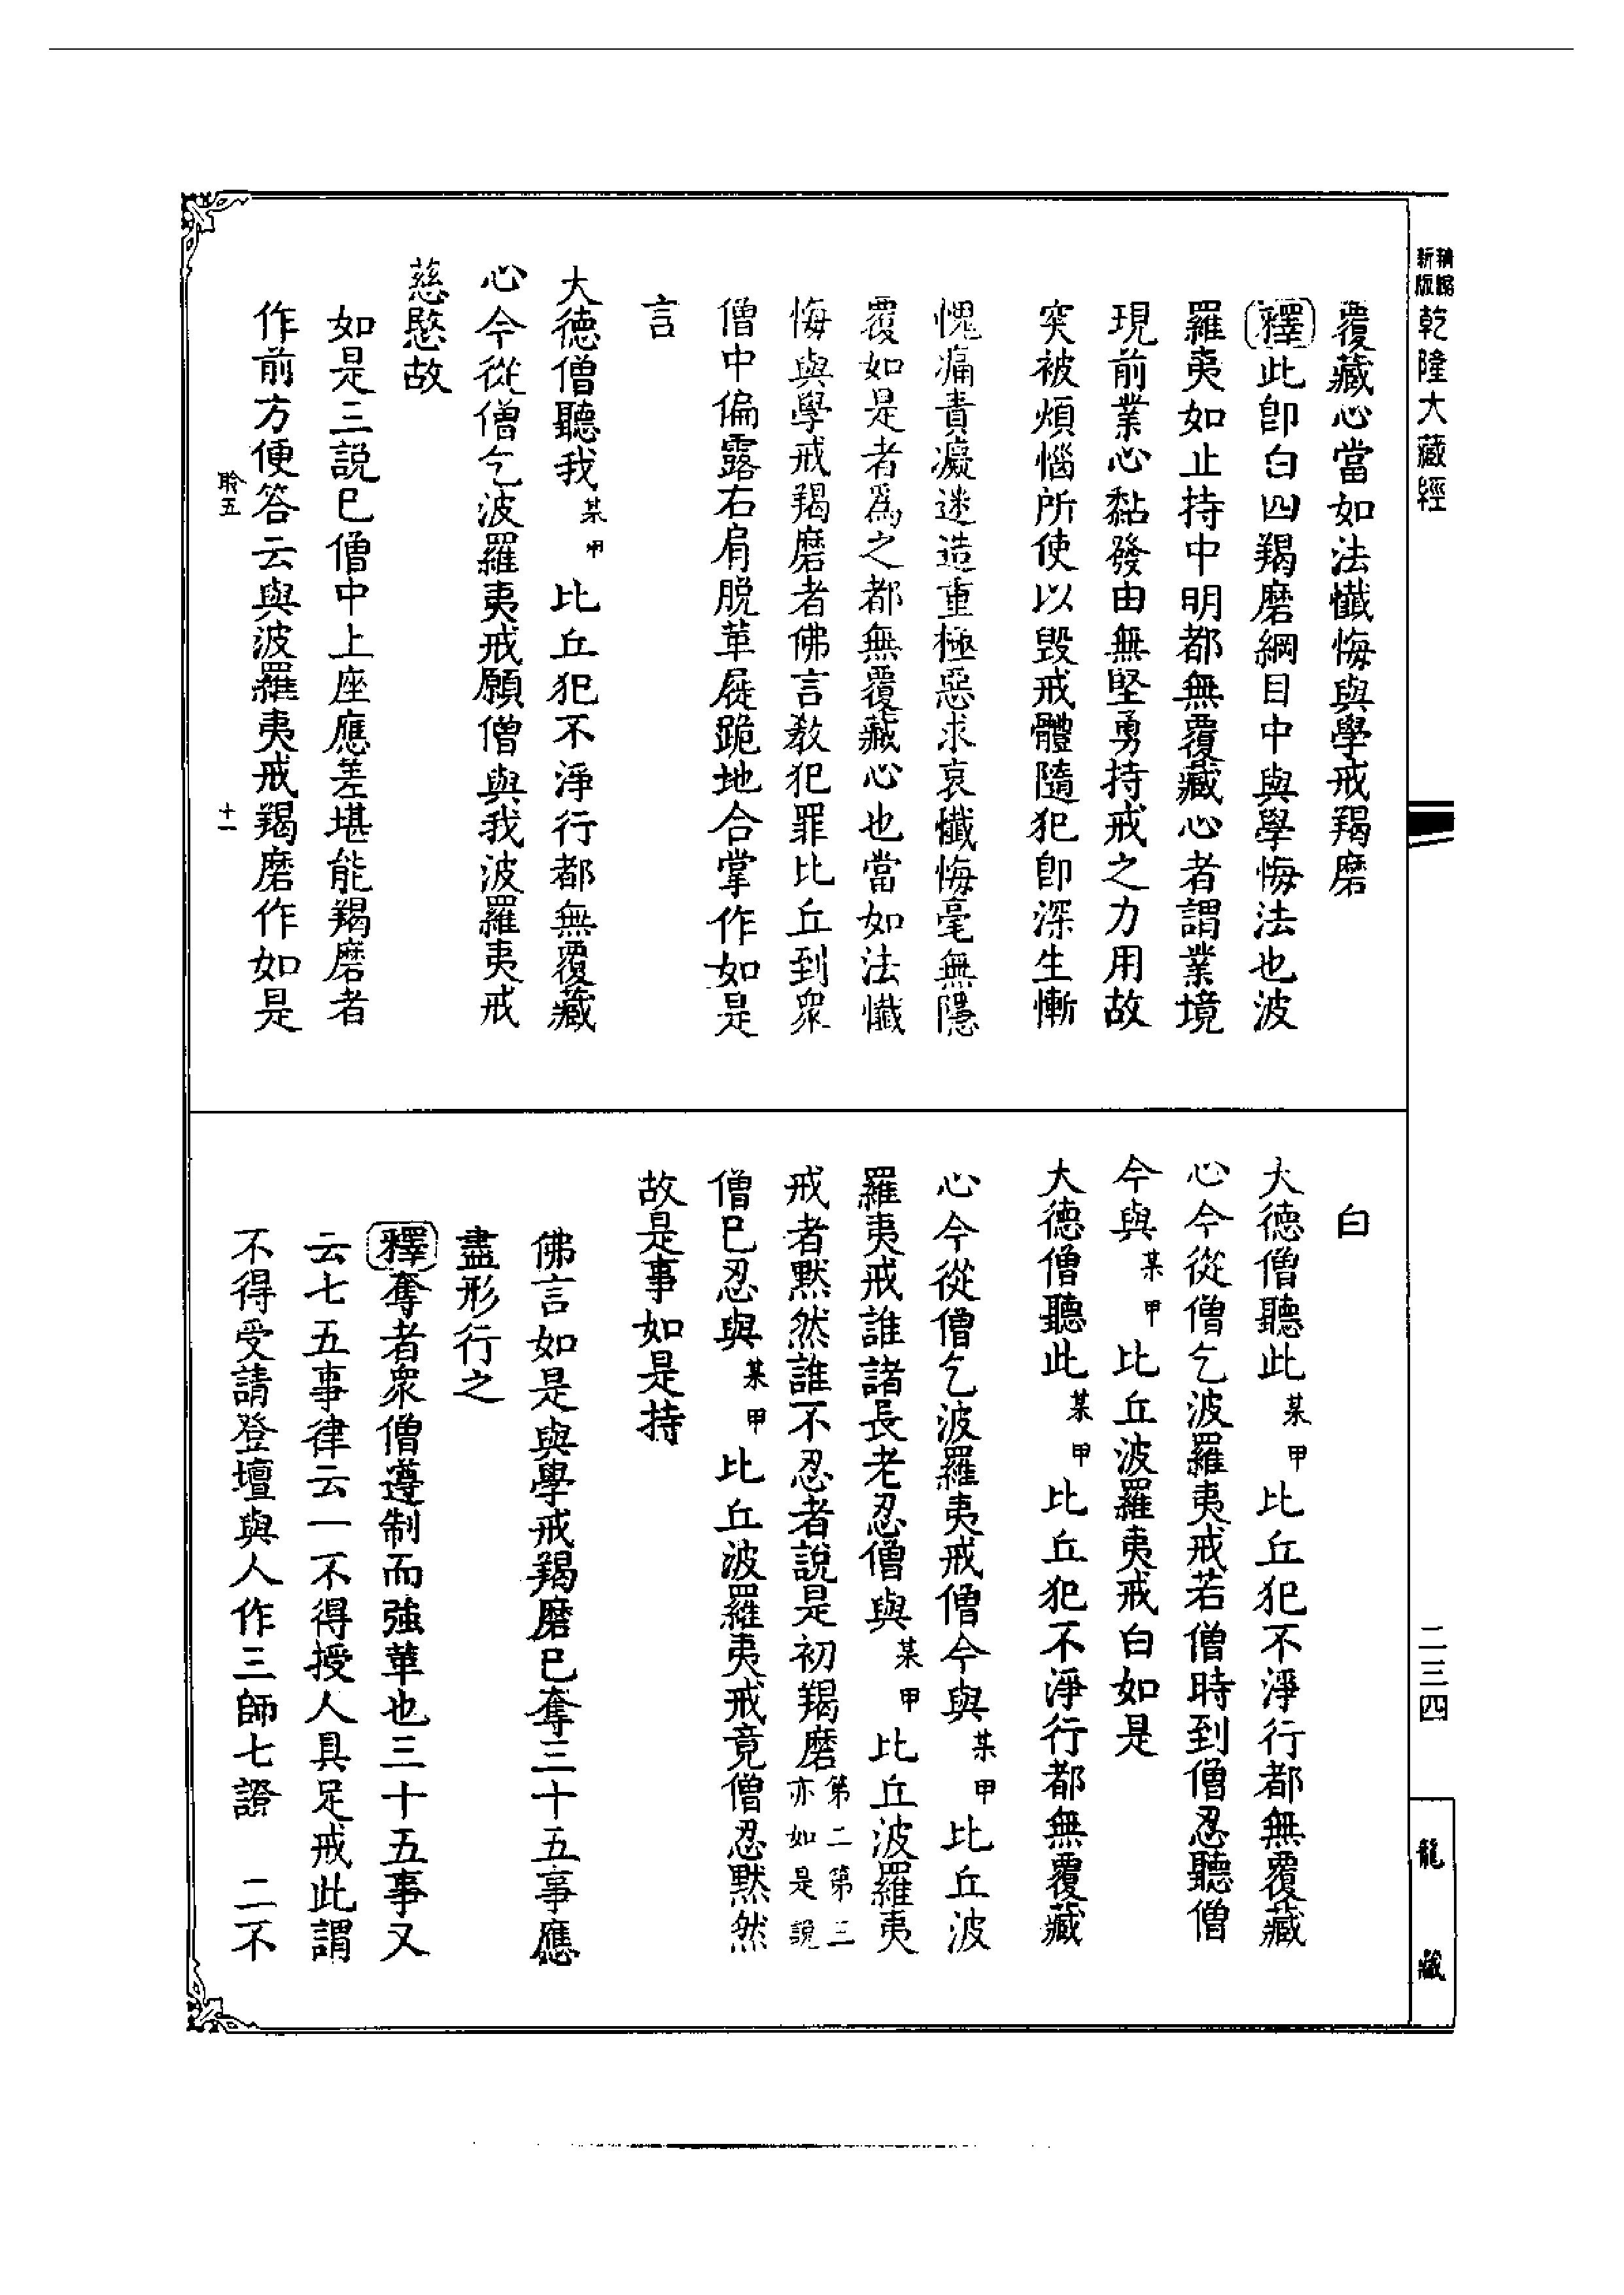 精縮
新版
乾隆大藏經
覆藏心當如法懺悔與學戒羯磨
釋此即白四羯磨綱目中與學悔法也波
羅夷如止持中明都無覆藏心者謂業境
現前業心黏發由無堅勇持戒之力用故
突被煩惱所使以毀戒體隨犯即深生慚
愧痛責癡迷造重極惡求哀懺悔毫無隱
覆如是者爲之都無覆藏心也當如法懺
悔與學戒羯磨者佛言教犯罪比丘到衆
僧中偏露右肩脫革屣跪地合掌作如是
言
大德僧聽我某甲比丘犯不淨行都無覆藏
心今從僧乞波羅夷戒願僧與我波羅夷戒
慈愍故
如是三說已僧中上座應差堪能羯磨者
作前方便答云與波羅夷戒羯磨作如是
聆五 十一
白
大德僧聽此某甲比丘犯不淨行都無覆藏
心今從僧乞波羅夷戒若僧時到僧忍聽僧
今與某甲比丘波羅夷戒白如是
大德僧聽此某甲比丘犯不淨行都無覆藏
心今從僧乞波羅夷戒僧今與某甲比丘波
羅夷戒誰諸長老忍僧與某甲比丘波羅夷
戒者默然誰不忍者說是初羯磨第二第三亦如是說
僧已忍與某甲比丘波羅夷戒竟僧忍默然
故是事如是持
佛言如是與學戒羯磨已奪三十五事應
盡形行之
釋奪者衆僧遵制而強革也三十五事又
云七五事律云一不得授人具足戒此謂
不得受請登壇與人作三師七證 二不
二三四
龍藏